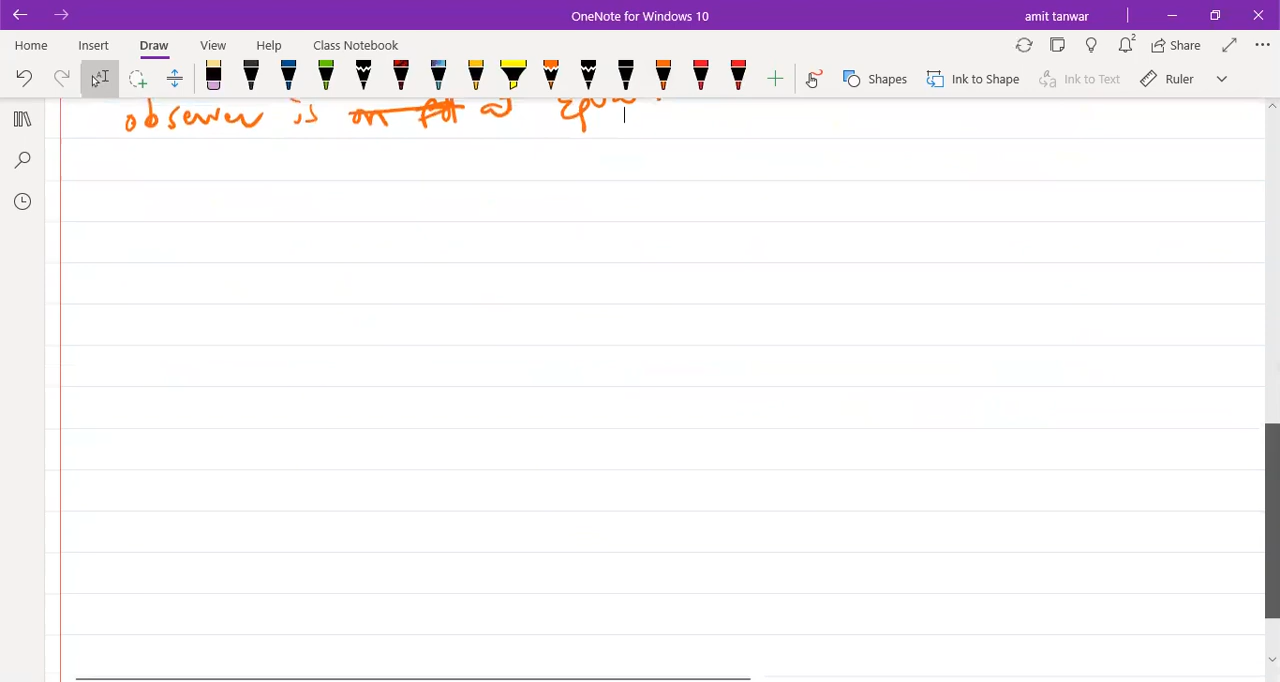 OneNote for Windows 10
amit tanwar
Home Insert Draw View Help Class Notebook
2 Share
Shapes Ink to Shape Ink to Text Ruler
observer is